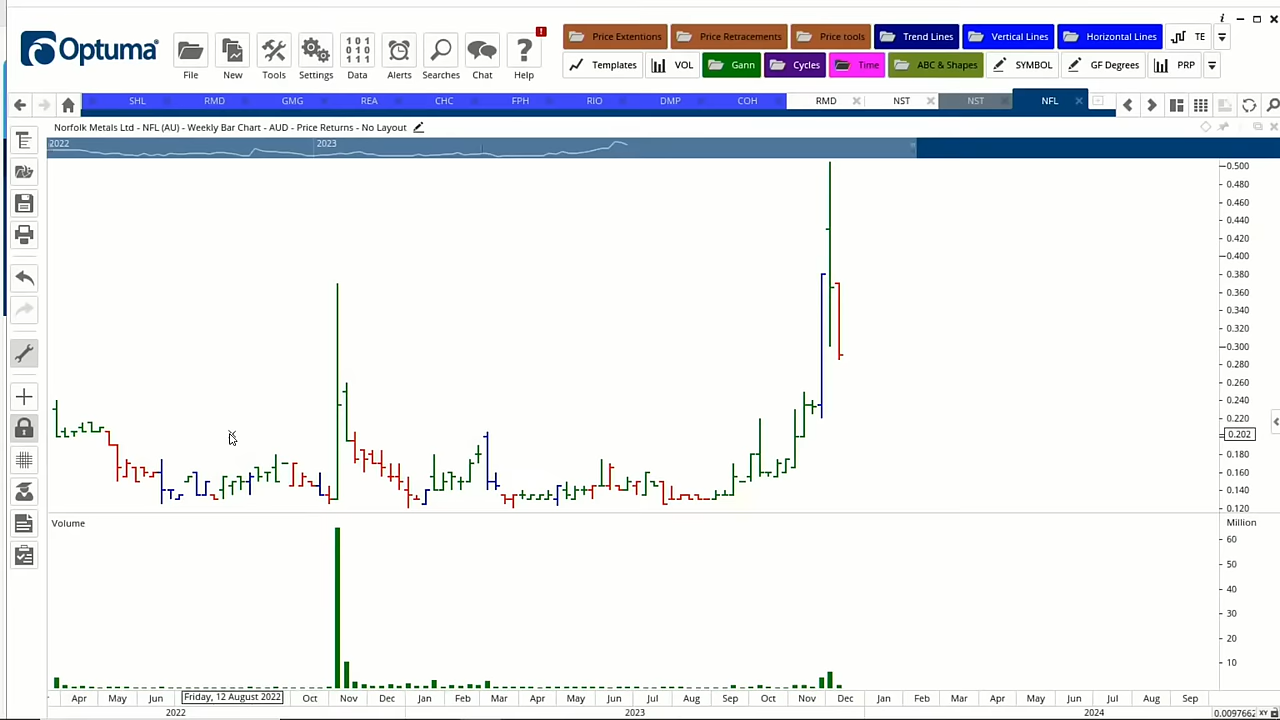 Optuma
File
New
Tools
Settings
101
010
101
Data
Alerts
Searches
Chat
?
Help
!
Price Extentions
Price Retracements
Price tools
Trend Lines
Vertical Lines
Horizontal Lines
TE
Templates
VOL
Gann
Cycles
Time
ABC & Shapes
SYMBOL
GF Degrees
PRP
SHL
RMD
GMG
REA
CHC
FPH
RIO
DMP
COH
RMD
NST
NST
NFL
Norfolk Metals Ltd - NFL (AU) - Weekly Bar Chart - AUD - Price Returns - No Layout
2022
2023
0.500
0.480
0.460
0.440
0.420
0.400
0.380
0.360
0.340
0.320
0.300
0.280
0.260
0.240
0.220
0.202
0.180
0.160
0.140
0.120
Volume
Million
60
50
40
30
20
10
Apr May Jun Friday, 12 August 2022 Oct Nov Dec Jan Feb Mar Apr May Jun Jul Aug Sep Oct Nov Dec Jan Feb Mar Apr May Jun Jul Aug Sep
2022 2023 2024
0.009766 XY